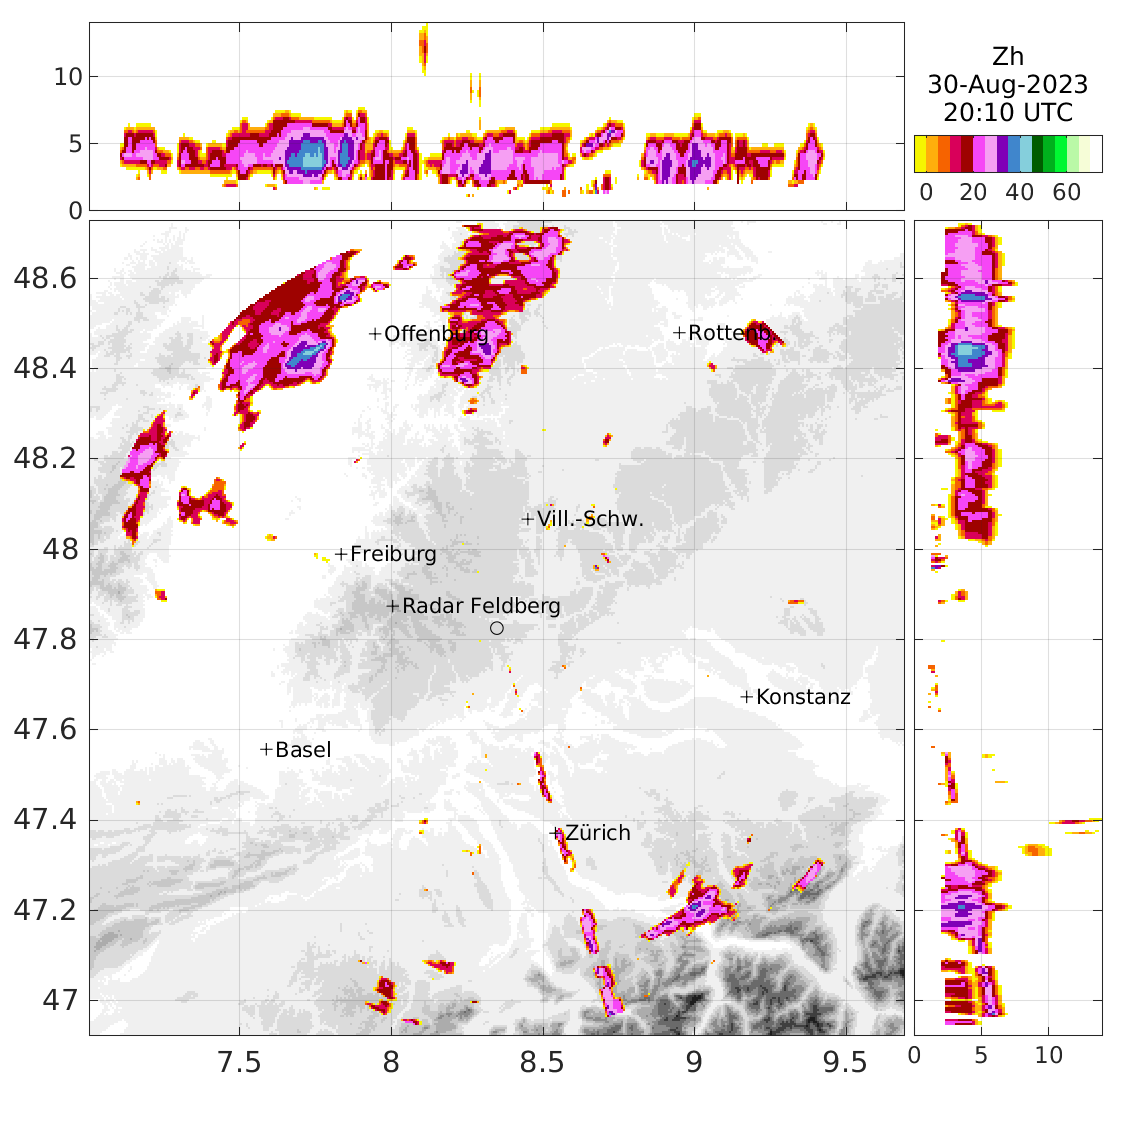 10
5
0
Zh
30-Aug-2023
20:10 UTC
0 20 40 60
48.6
48.4
48.2
48
47.8
47.6
47.4
47.2
47
+Offenburg
+Rottenb.
+Vill.-Schw.
+Freiburg
+Radar Feldberg
+Konstanz
+Basel
+Zürich
7.5 8 8.5 9 9.5
0 5 10